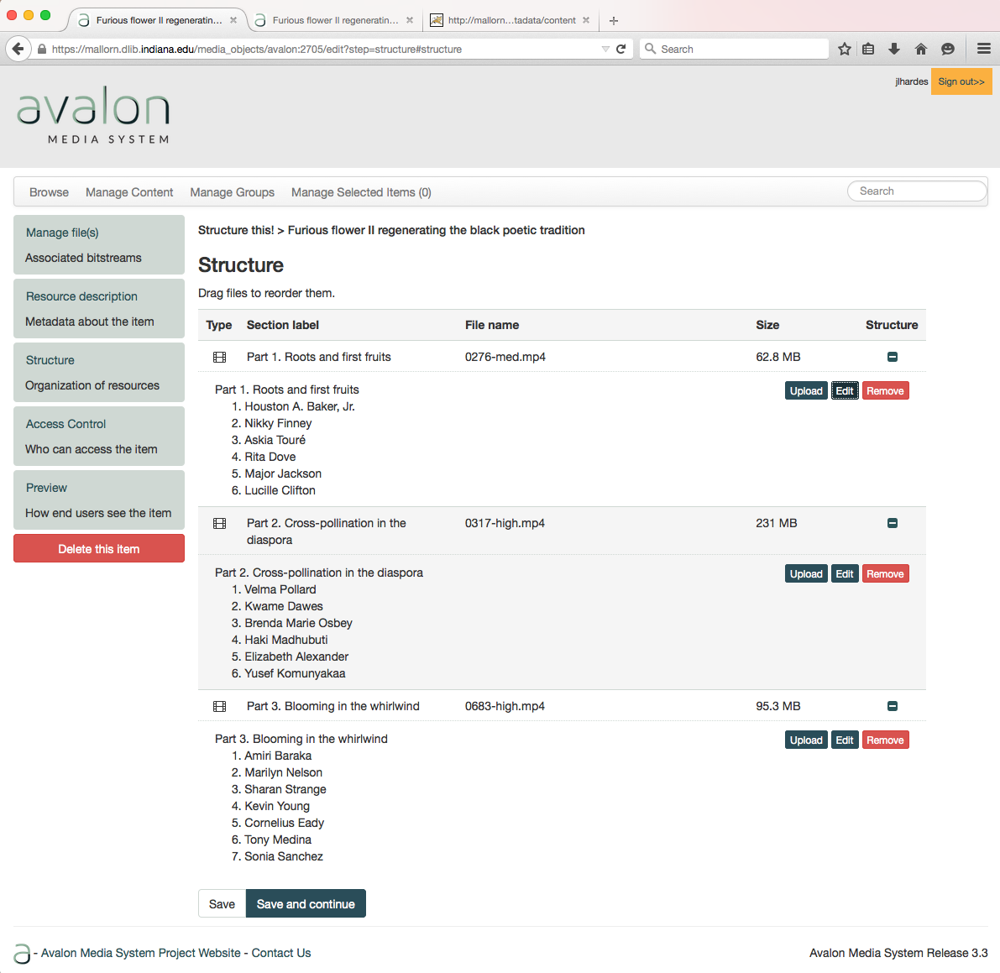 Furious flower II regeneratin...
Furious flower II regeneratin...
http://mallorn...tadata/content
https://mallorn.dlib.indiana.edu/media_objects/avalon:2705/edit?step=structure#structure
Search
jlhardes
Sign out>>
avalon
MEDIA SYSTEM
Browse
Manage Content
Manage Groups
Manage Selected Items (0)
Search
Manage file(s)
Associated bitstreams
Resource description
Metadata about the item
Structure
Organization of resources
Access Control
Who can access the item
Preview
How end users see the item
Delete this item
Structure this! > Furious flower II regenerating the black poetic tradition
Structure
Drag files to reorder them.
Type Section label File name Size Structure
Part 1. Roots and first fruits 0276-med.mp4 62.8 MB
Part 1. Roots and first fruits Upload Edit Remove
1. Houston A. Baker, Jr.
2. Nikky Finney
3. Askia Touré
4. Rita Dove
5. Major Jackson
6. Lucille Clifton
Part 2. Cross-pollination in the 0317-high.mp4 231 MB
diaspora
Part 2. Cross-pollination in the diaspora Upload Edit Remove
1. Velma Pollard
2. Kwame Dawes
3. Brenda Marie Osbey
4. Haki Madhubuti
5. Elizabeth Alexander
6. Yusef Komunyakaa
Part 3. Blooming in the whirlwind 0683-high.mp4 95.3 MB
Part 3. Blooming in the whirlwind Upload Edit Remove
1. Amiri Baraka
2. Marilyn Nelson
3. Sharan Strange
4. Kevin Young
5. Cornelius Eady
6. Tony Medina
7. Sonia Sanchez
Save
Save and continue
a - Avalon Media System Project Website - Contact Us
Avalon Media System Release 3.3